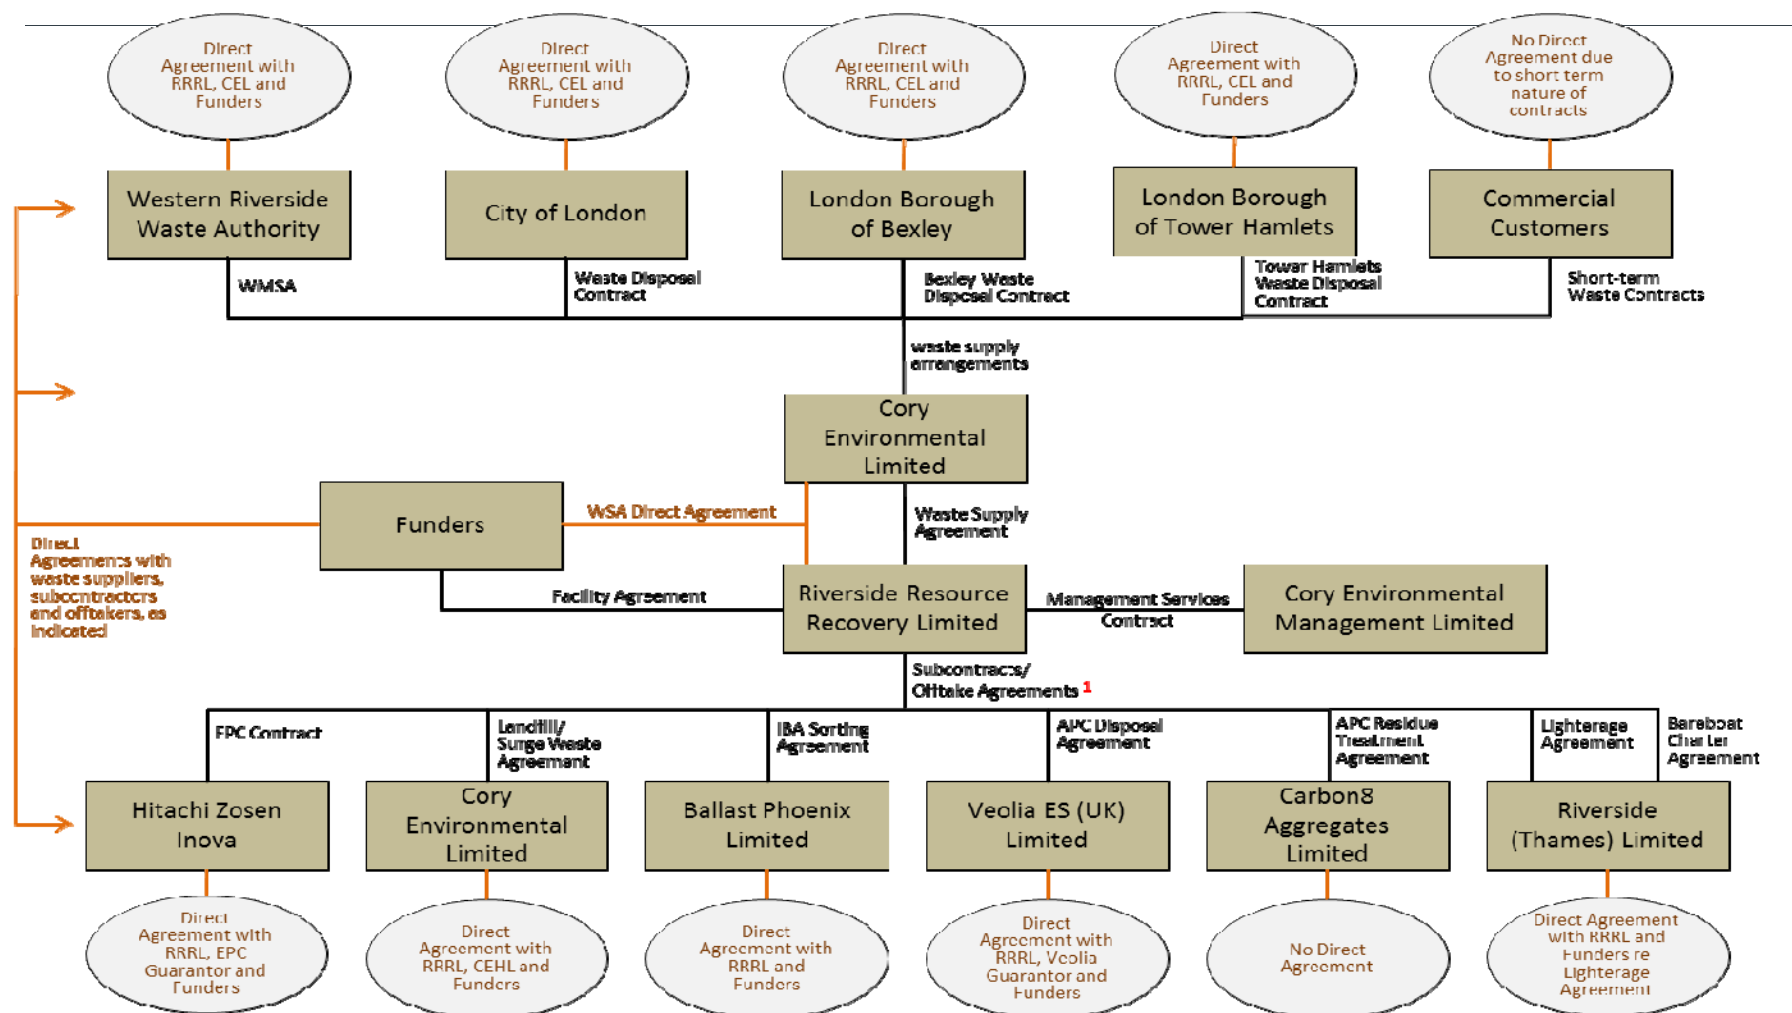 Direct
Agreement with
RRRL, CEL and
Funders
Direct
Agreement with
RRRL, CEL and
Funders
Direct
Agreement with
RRRL, CEL and
Funders
Direct
Agreement with
RRRL, CEL and
Funders
No Direct
Agreement due
to short term
nature of
contracts
Western Riverside
Waste Authority
City of London
London Borough
of Bexley
London Borough
of Tower Hamlets
Commercial
Customers
WMSA
Waste Disposal
Contract
Bexley Waste
Disposal Contract
Tower Hamlets
Waste Disposal
Contract
Short-term
Waste Contracts
waste supply
arrangements
Cory
Environmental
Limited
Funders
WSA Direct Agreement
Waste Supply
Agreement
Direct
Agreements with
waste suppliers,
subcontractors
and offtakers, as
indicated
Facility Agreement
Riverside Resource
Recovery Limited
Management Services
Contract
Cory Environmental
Management Limited
Subcontracts/
Offtake Agreements 1
EPC Contract
Landfill/
Surge Waste
Agreement
IBA Sorting
Agreement
APC Disposal
Agreement
APC Residue
Treatment
Agreement
Lighterage
Agreement
Bareboat
Charter
Agreement
Hitachi Zosen
Inova
Cory
Environmental
Limited
Ballast Phoenix
Limited
Veolia ES (UK)
Limited
Carbon8
Aggregates
Limited
Riverside
(Thames) Limited
Direct
Agreement with
RRRL, EPC
Guarantor and
Funders
Direct
Agreement with
RRRL, CEHL and
Funders
Direct
Agreement with
RRRL and
Funders
Direct
Agreement with
RRRL, Veolia
Guarantor and
Funders
No Direct
Agreement
Direct Agreement
with RRRL and
Funders re
Lighterage
Agreement